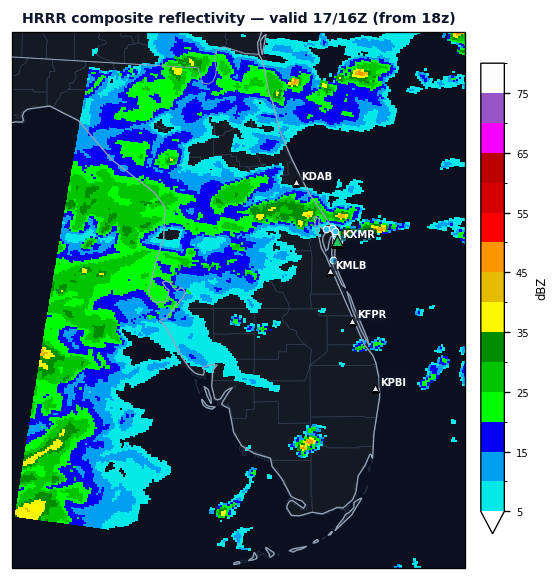 HRRR composite reflectivity — valid 17/16Z (from 18z)
KDAB
KXMR
KMLB
KFPR
KPBI
75
65
55
45
35
25
15
5
dBZ